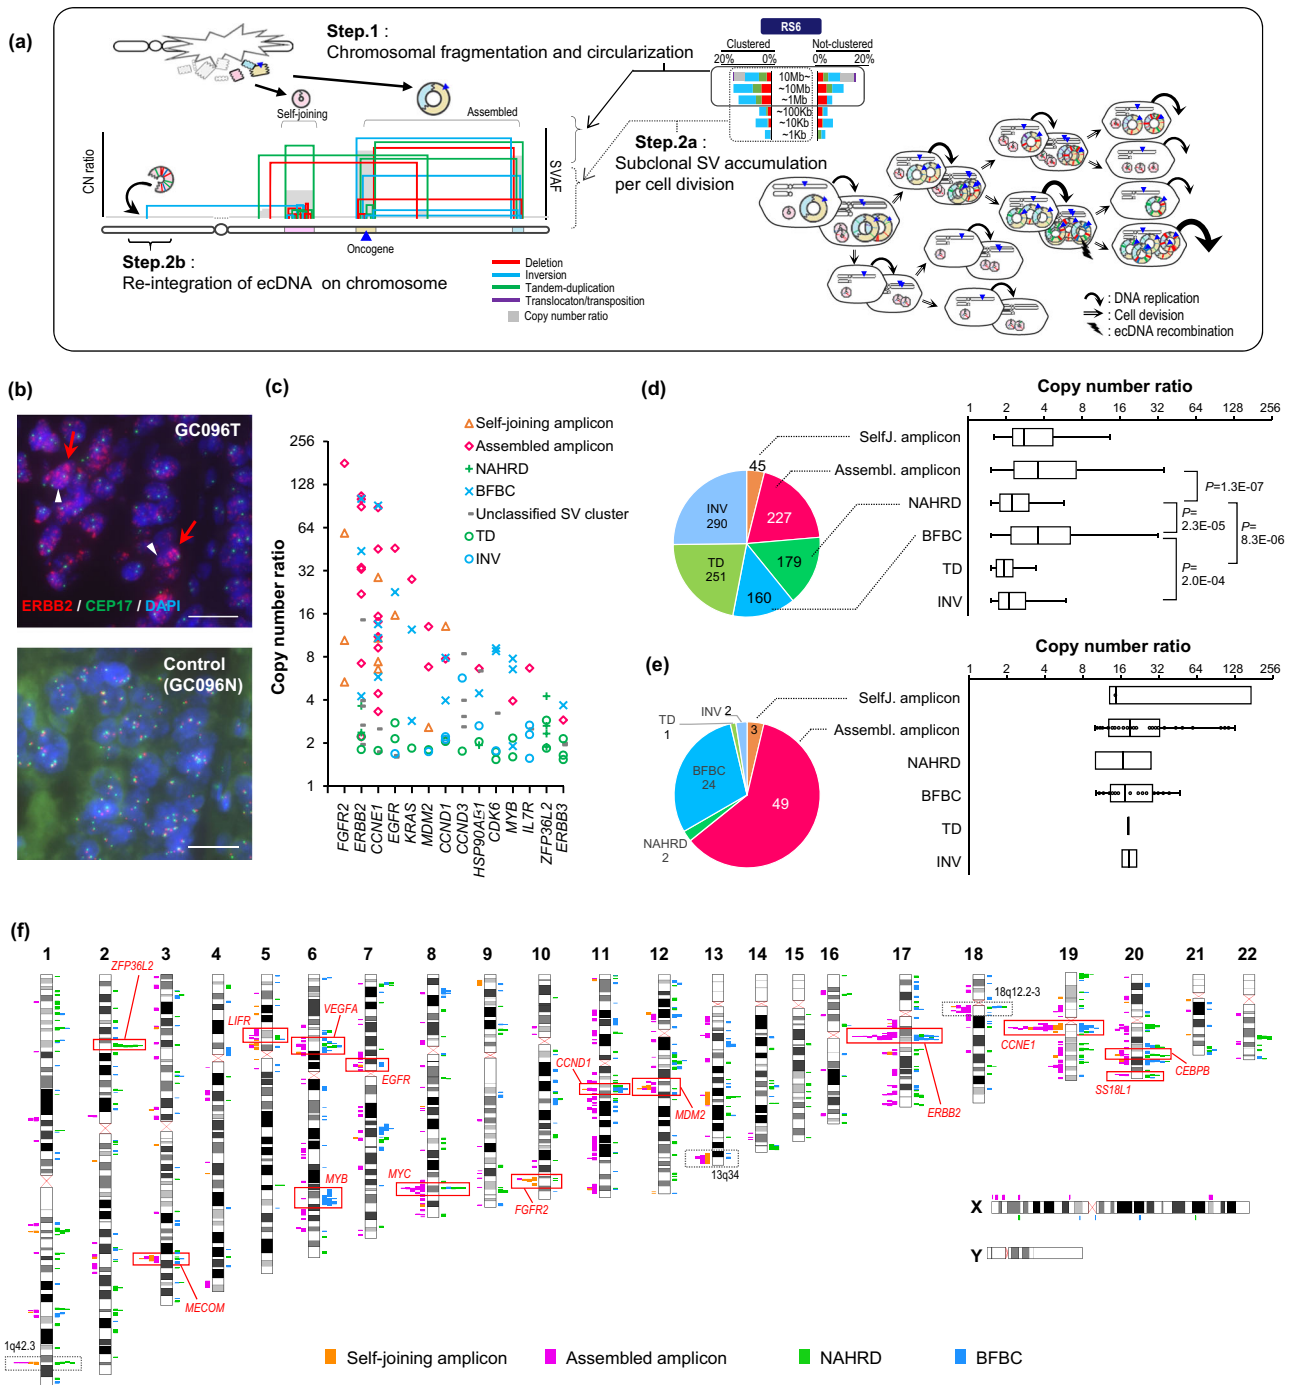 (a)
Step.1 :
Chromosomal fragmentation and circularization
RS6
Clustered
Not-clustered
20% 0% 0% 20%
10Mb~
~10Mb
~1Mb
~100Kb
~10Kb
~1Kb
Self-joining
Assembled
CN ratio
SVAF
Step.2a :
Subclonal SV accumulation
per cell division
Oncogene
Step.2b :
Re-integration of ecDNA on chromosome
Deletion
Inversion
Tandem-duplication
Translocaton/transposition
Copy number ratio
: DNA replication
: Cell devision
: ecDNA recombination
(b)
GC096T
ERBB2 / CEP17 / DAPI
Control
(GC096N)
(c)
Self-joining amplicon
Assembled amplicon
NAHRD
BFBC
Unclassified SV cluster
TD
INV
Copy number ratio
256
128
64
32
16
8
4
2
1
FGFR2
ERBB2
CCNE1
EGFR
KRAS
MDM2
CCND1
CCND3
HSP90AB1
CDK6
MYB
IL7R
ZFP36L2
ERBB3
(d)
Copy number ratio
1 2 4 8 16 32 64 128 256
SelfJ. amplicon
Assembl. amplicon
NAHRD
BFBC
TD
INV
45
227
179
160
TD
251
INV
290
P=1.3E-07
P=
2.3E-05
P=
8.3E-06
P=
2.0E-04
(e)
Copy number ratio
1 2 4 8 16 32 64 128 256
SelfJ. amplicon
Assembl. amplicon
NAHRD
BFBC
TD
INV
INV 2
TD
1
3
BFBC
24
49
NAHRD
2
(f)
1 2 3 4 5 6 7 8 9 10 11 12 13 14 15 16 17 18 19 20 21 22
ZFP36L2
LIFR
VEGFA
EGFR
CCND1
MDM2
ERBB2
18q12.2-3
CCNE1
CEBPB
SS18L1
MYB
MYC
FGFR2
13q34
MECOM
1q42.3
X
Y
Self-joining amplicon
Assembled amplicon
NAHRD
BFBC